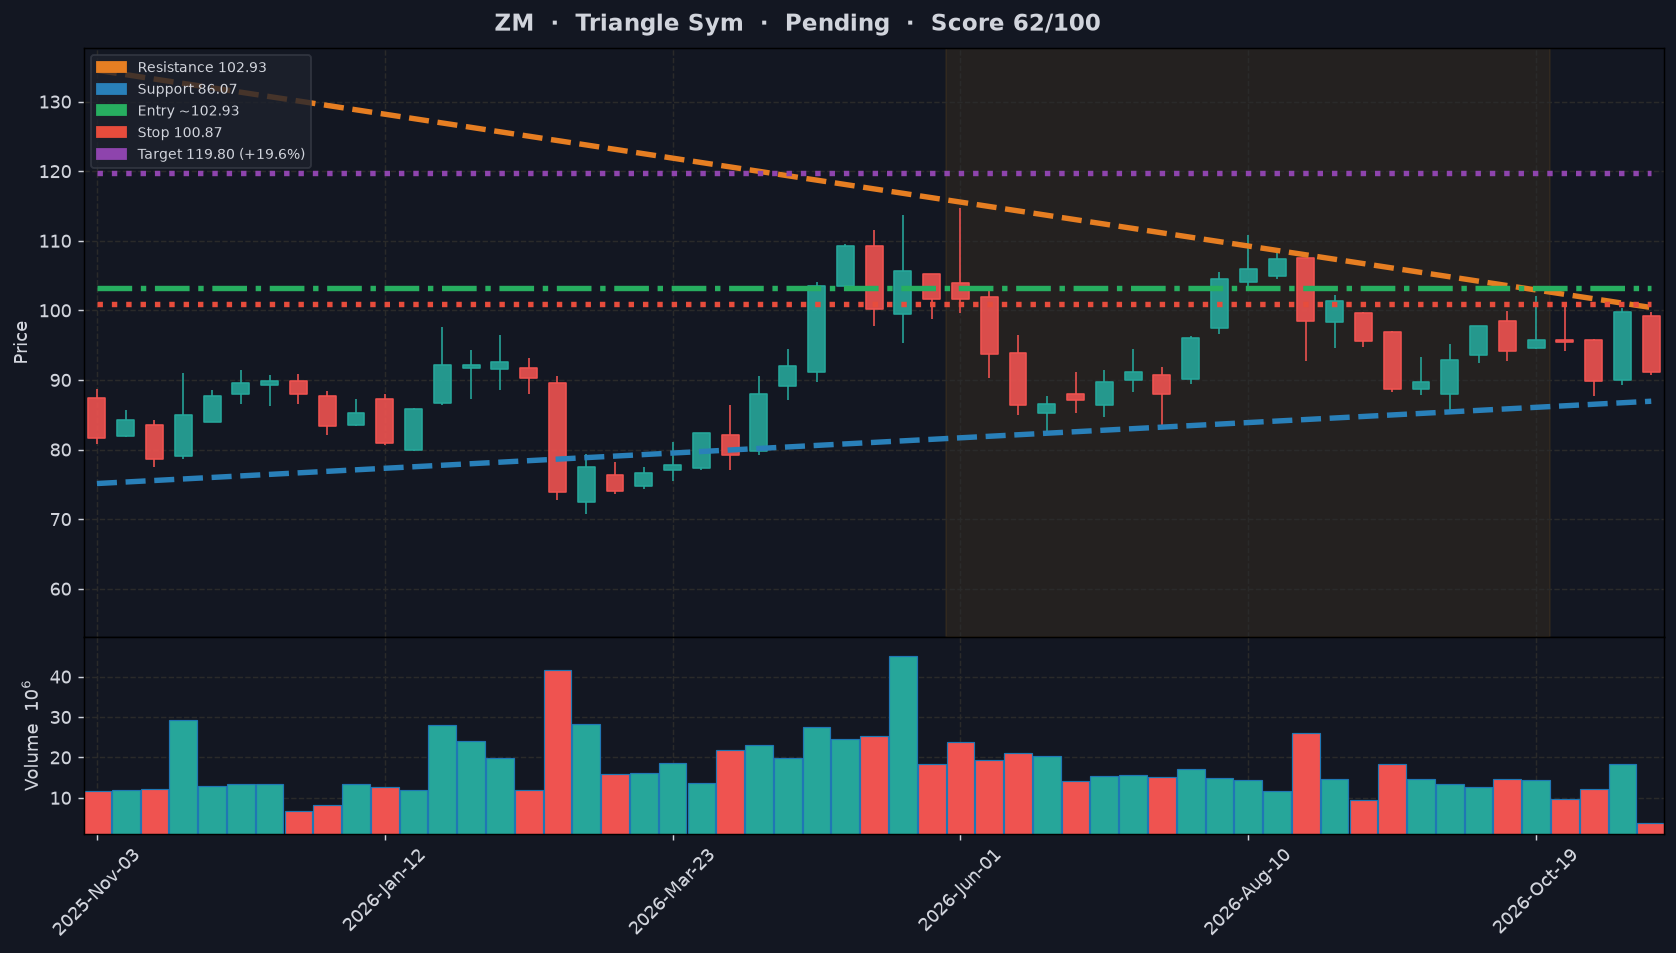 ZM · Triangle Sym · Pending · Score 62/100
Resistance 102.93
Support 86.07
Entry ~102.93
Stop 100.87
Target 119.80 (+19.6%)
Price
130
120
110
100
90
80
70
60
Volume 10⁶
40
30
20
10
2025-Nov-03
2026-Jan-12
2026-Mar-23
2026-Jun-01
2026-Aug-10
2026-Oct-19